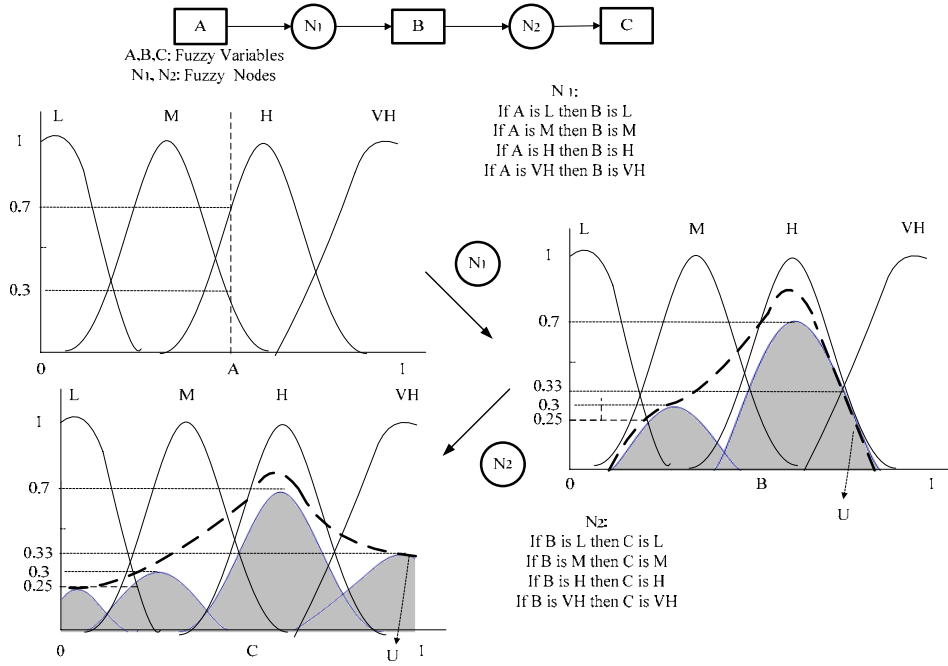 A N1 B N2 C
A,B,C: Fuzzy Variables
N1, N2: Fuzzy Nodes
N1:
If A is L then B is L
If A is M then B is M
If A is H then B is H
If A is VH then B is VH
L M H VH
1
0.7
0.3
0 A 1
N1
L M H VH
1
0.7
0.33
0.3
0.25
0 B 1
U
N2
L M H VH
1
0.7
0.33
0.3
0.25
0 C U 1
N2:
If B is L then C is L
If B is M then C is M
If B is H then C is H
If B is VH then C is VH